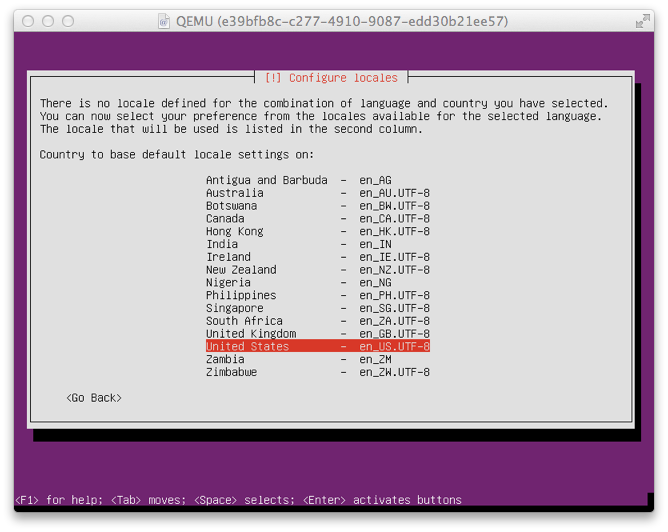 QEMU (e39bfb8c-c277-4910-9087-edd30b21ee57)
[!] Configure locales
There is no locale defined for the combination of language and country you have selected.
You can now select your preference from the locales available for the selected language.
The locale that will be used is listed in the second column.
Country to base default locale settings on:
Antigua and Barbuda - en_AG
Australia - en_AU.UTF-8
Botswana - en_BW.UTF-8
Canada - en_CA.UTF-8
Hong Kong - en_HK.UTF-8
India - en_IN
Ireland - en_IE.UTF-8
New Zealand - en_NZ.UTF-8
Nigeria - en_NG
Philippines - en_PH.UTF-8
Singapore - en_SG.UTF-8
South Africa - en_ZA.UTF-8
United Kingdom - en_GB.UTF-8
United States - en_US.UTF-8
Zambia - en_ZM
Zimbabwe - en_ZW.UTF-8
<Go Back>
<F1> for help; <Tab> moves; <Space> selects; <Enter> activates buttons